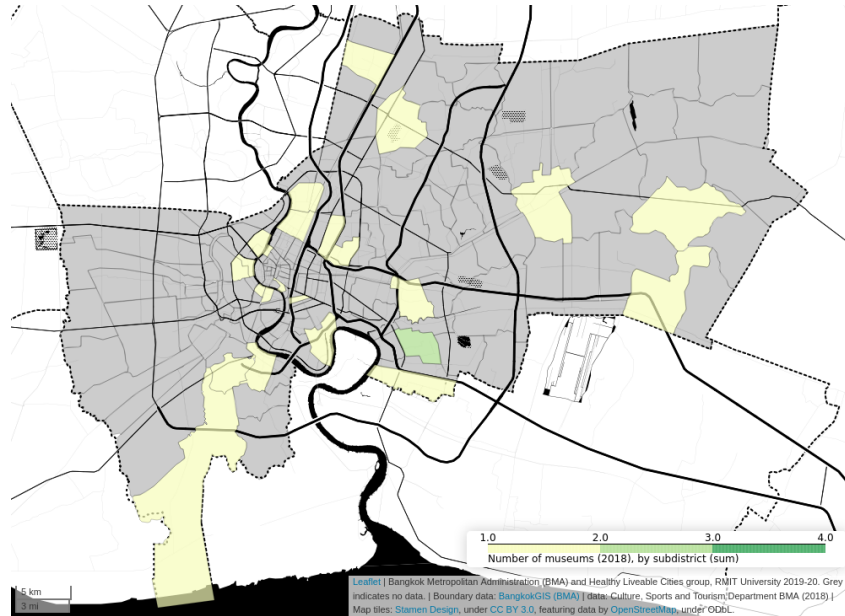 1.0 2.0 3.0 4.0
Number of museums (2018), by subdistrict (sum)
5 km
3 mi
Leaflet | Bangkok Metropolitan Administration (BMA) and Healthy Liveable Cities group, RMIT University 2019-20. Grey
indicates no data. | Boundary data: BangkokGIS (BMA) | data: Culture, Sports and Tourism Department BMA (2018) |
Map tiles: Stamen Design, under CC BY 3.0, featuring data by OpenStreetMap, under ODbL.